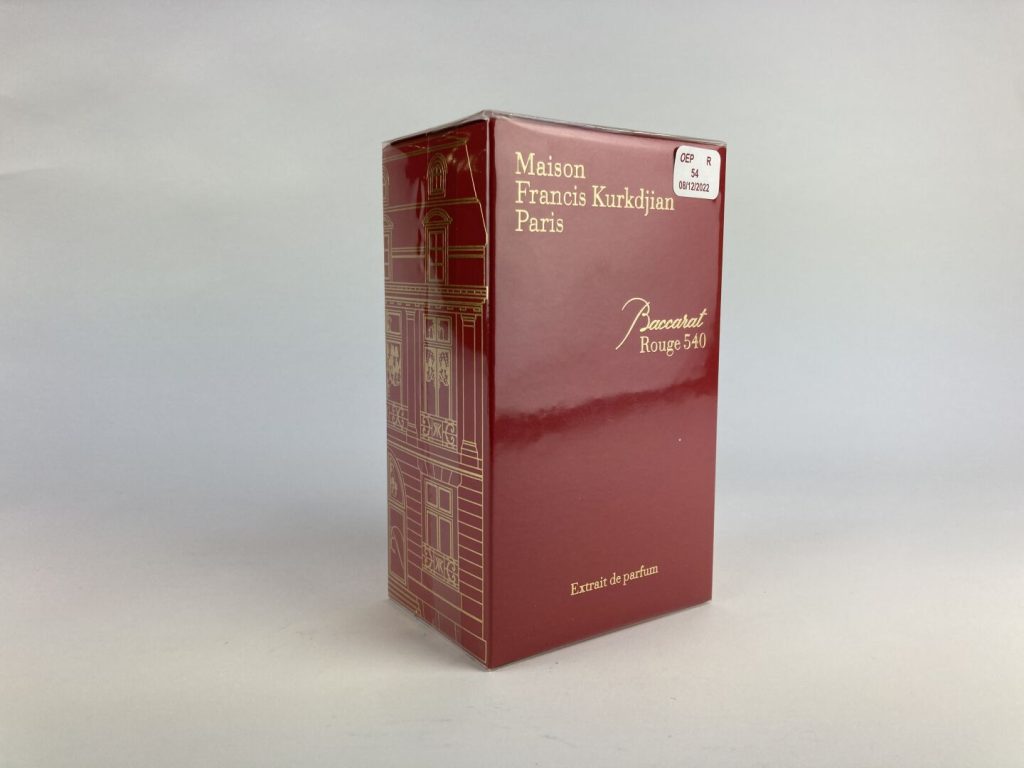 Maison
Francis Kurkdjian
Paris
OEP R
54
08/12/2022
Baccarat
Rouge 540
Extrait de parfum